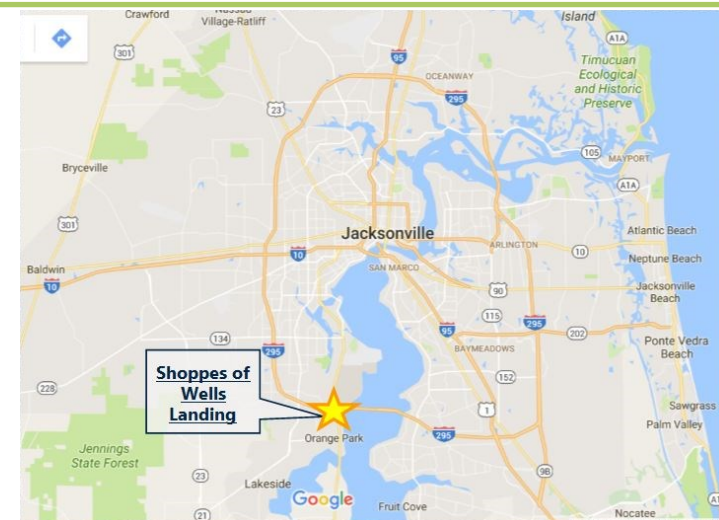 Crawford
Village-Ratliff
Island
A1A
301
95
Timucuan
Ecological
and Historic
Preserve
OCEANWAY
295
23
105
MAYPORT
Bryceville
A1A
301
Jacksonville
Atlantic Beach
ARLINGTON
10
10
SAN MARCO
Neptune Beach
Baldwin
10
90
Jacksonville
Beach
115
95
295
202
134
295
BAYMEADOWS
Ponte Vedra
Beach
Shoppes of
Wells
Landing
152
228
1
Sawgrass
Palm Valley
Orange Park
295
Jennings
State Forest
23
9B
Lakeside
Google
Fruit Cove
21
Nocatee